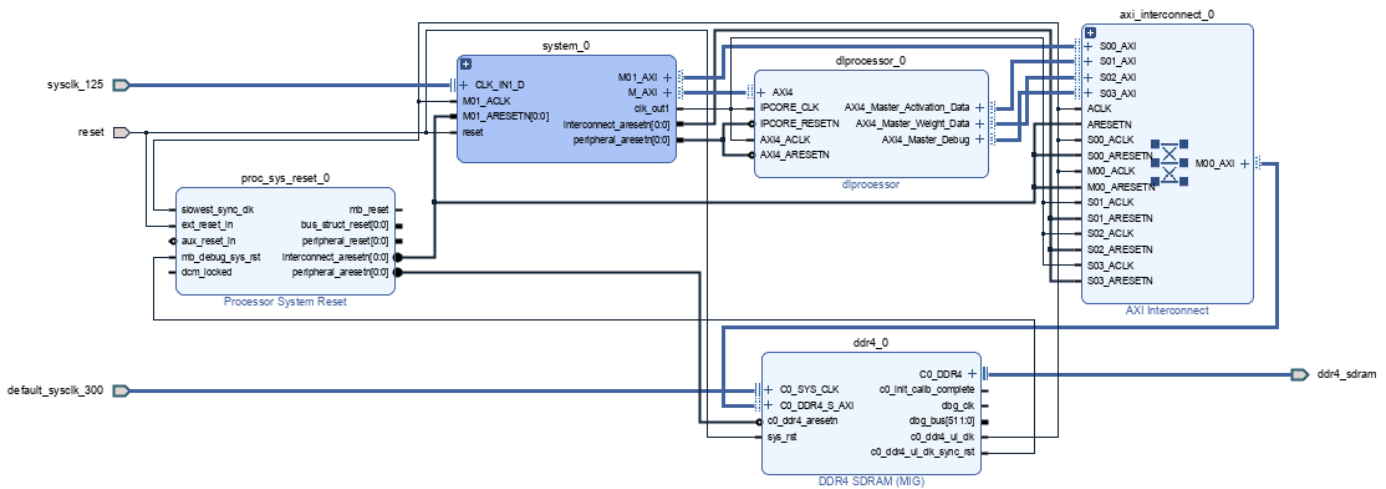 sysclk_125
reset
default_sysclk_300
system_0
CLK_IN1_D
M01_ACLK
M01_ARESETN[0:0]
reset
M01_AXI
M_AXI
clk_out1
interconnect_aresetn[0:0]
peripheral_aresetn[0:0]
dlprocessor_0
AXI4
IPCORE_CLK
IPCORE_RESETN
AXI4_ACLK
AXI4_ARESETN
AXI4_Master_Activation_Data
AXI4_Master_Weight_Data
AXI4_Master_Debug
dlprocessor
axi_interconnect_0
S00_AXI
S01_AXI
S02_AXI
S03_AXI
ACLK
ARESETN
S00_ACLK
S00_ARESETN
M00_ACLK
M00_ARESETN
S01_ACLK
S01_ARESETN
S02_ACLK
S02_ARESETN
S03_ACLK
S03_ARESETN
M00_AXI
AXI Interconnect
proc_sys_reset_0
slowest_sync_clk
ext_reset_in
aux_reset_in
mb_debug_sys_rst
dcm_locked
mb_reset
bus_struct_reset[0:0]
peripheral_reset[0:0]
interconnect_aresetn[0:0]
peripheral_aresetn[0:0]
Processor System Reset
ddr4_0
C0_SYS_CLK
C0_DDR4_S_AXI
c0_ddr4_aresetn
sys_rst
C0_DDR4
c0_init_calib_complete
dbg_clk
dbg_bus[511:0]
c0_ddr4_ui_clk
c0_ddr4_ui_clk_sync_rst
DDR4 SDRAM (MIG)
ddr4_sdram